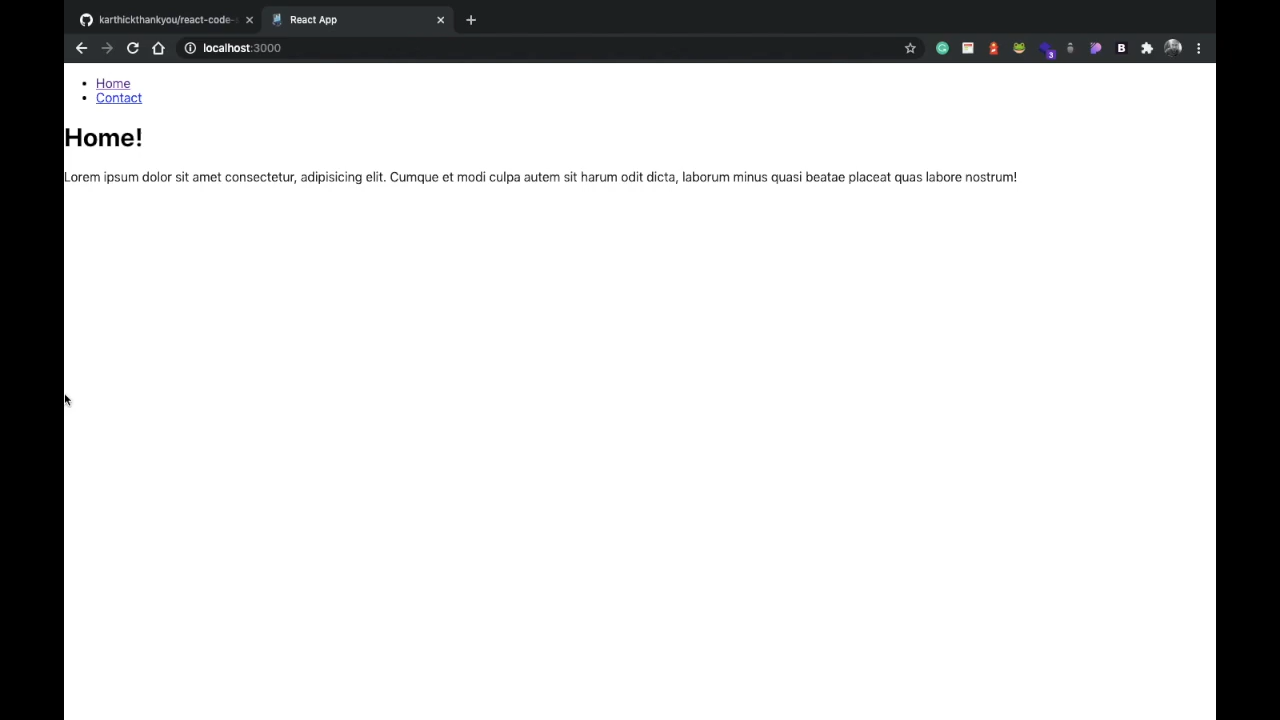 karthickthankyou/react-code-
React App
localhost:3000
3
B
Home
Contact
Home!
Lorem ipsum dolor sit amet consectetur, adipisicing elit. Cumque et modi culpa autem sit harum odit dicta, laborum minus quasi beatae placeat quas labore nostrum!